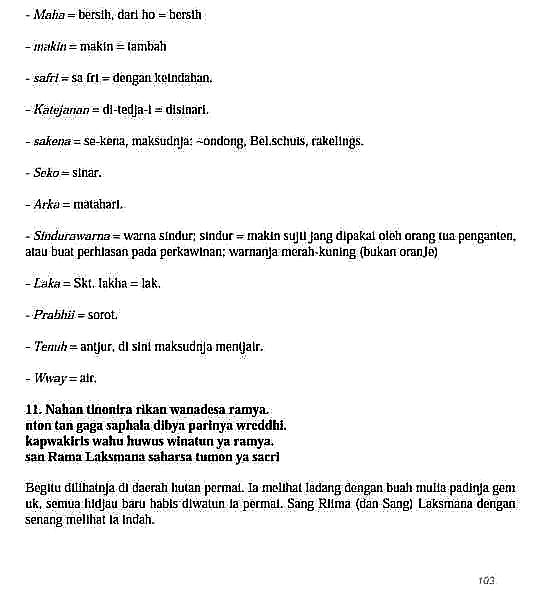 - Maha = bersih, dari ho = bersih
- makin = makin = tambah
- safri = sa fri = dengan keindahan.
- Katejanan = di-tedja-i = disinari.
- sakena = se-kena, maksudnja: ~ondong, Bel.schuis, rakelings.
- Seko = sinar.
- Arka = matahari.
- Sindurawarna = warna sindur; sindur = makin sujti jang dipakai oleh orang tua penganten,
atau buat perhiasan pada perkawinan; warnanja merah-kuning (bukan oranJe)
- Laka = Skt. lakha = lak.
- Prabhii = sorot.
- Tenuh = antjur, di sini maksudnja mentjair.
- Wway = air.
11. Nahan tinonira rikan wanadesa ramya.
nton tan gaga saphala dibya parinya wreddhi.
kapwakiris wahu huwus winatun ya ramya.
san Rama Laksmana saharsa tumon ya sacri
Begitu dilihatnja di daerah hutan permai. Ia melihat ladang dengan buah mulia padinja gem
uk, semua hidjau baru habis diwatun ia permai. Sang Riima (dan Sang) Laksmana dengan
senang melihat ia indah.
103